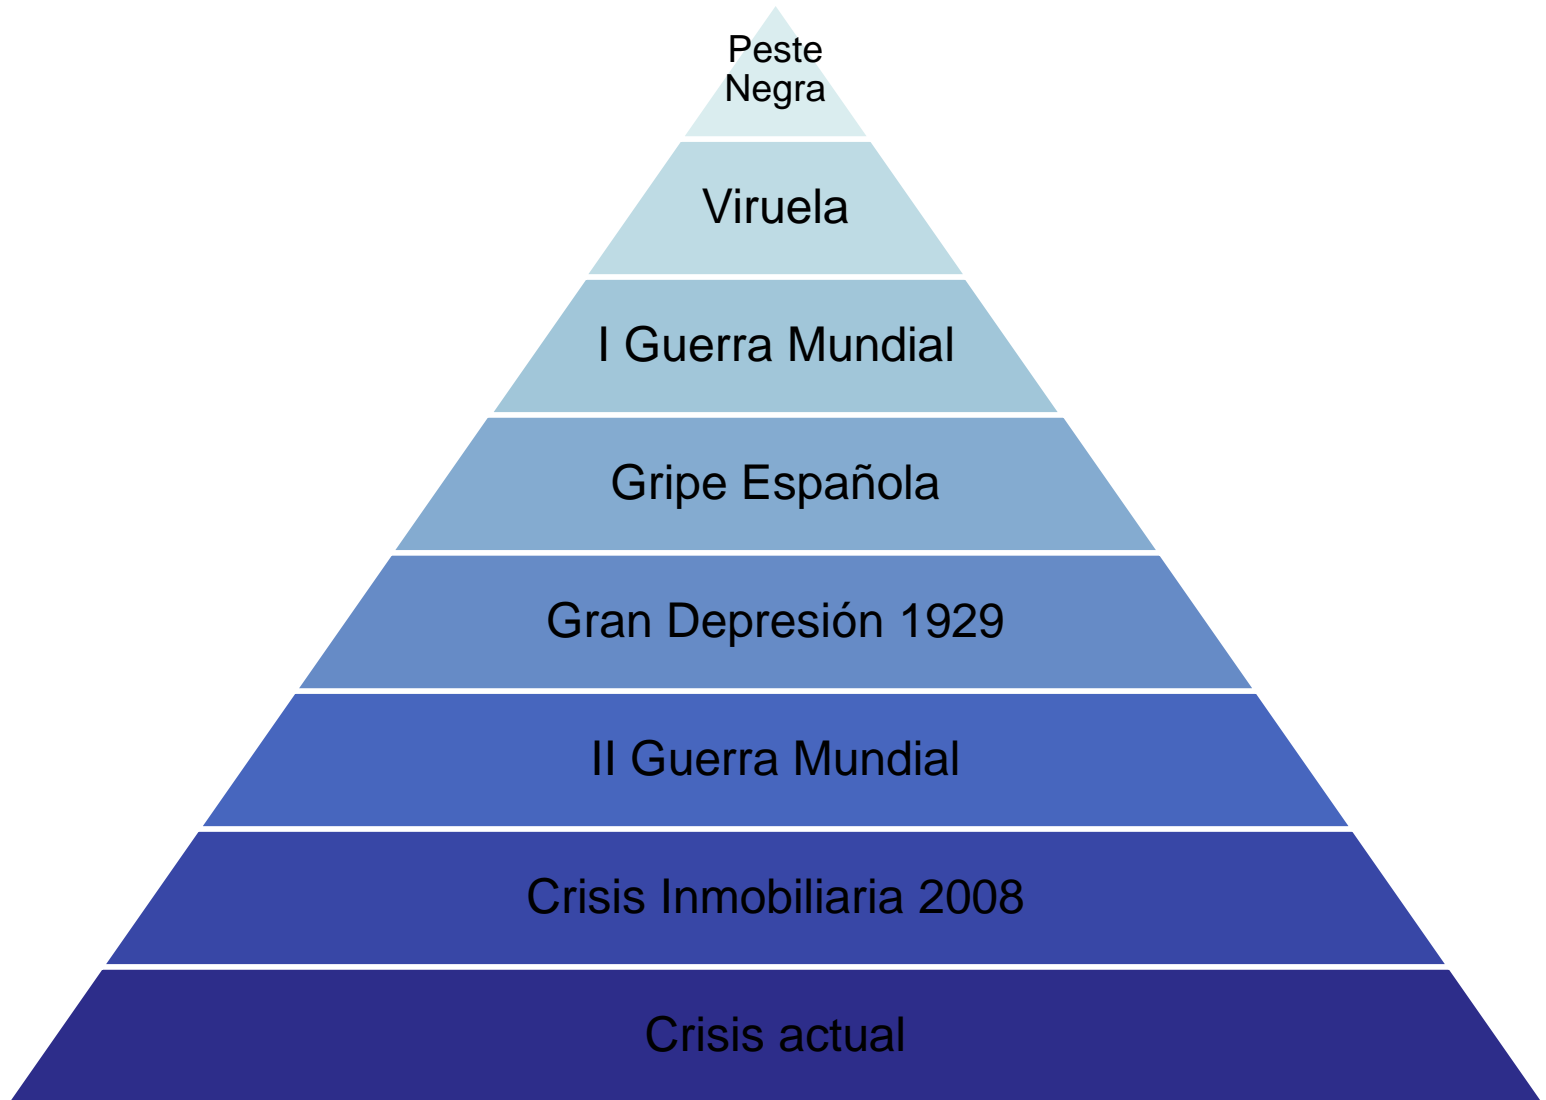 Peste
Negra
Viruela
I Guerra Mundial
Gripe Española
Gran Depresión 1929
II Guerra Mundial
Crisis Inmobiliaria 2008
Crisis actual